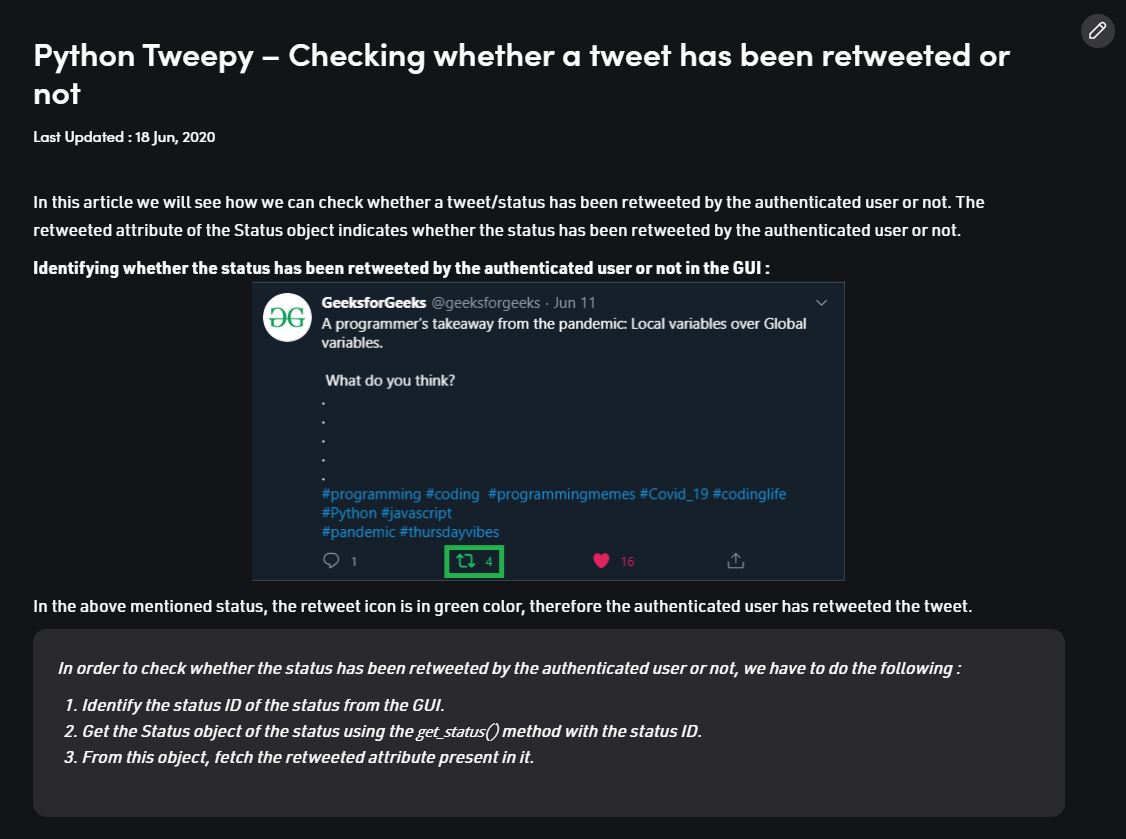 Python Tweepy – Checking whether a tweet has been retweeted or
not
Last Updated : 18 Jun, 2020
In this article we will see how we can check whether a tweet/status has been retweeted by the authenticated user or not. The
retweeted attribute of the Status object indicates whether the status has been retweeted by the authenticated user or not.
Identifying whether the status has been retweeted by the authenticated user or not in the GUI :
GeeksforGeeks @geeksforgeeks · Jun 11
A programmer's takeaway from the pandemic: Local variables over Global
variables.
What do you think?
.
.
.
.
.
#programming #coding #programmingmemes #Covid_19 #codinglife
#Python #javascript
#pandemic #thursdayvibes
1 4 16
In the above mentioned status, the retweet icon is in green color, therefore the authenticated user has retweeted the tweet.
In order to check whether the status has been retweeted by the authenticated user or not, we have to do the following :
1. Identify the status ID of the status from the GUI.
2. Get the Status object of the status using the get_status() method with the status ID.
3. From this object, fetch the retweeted attribute present in it.